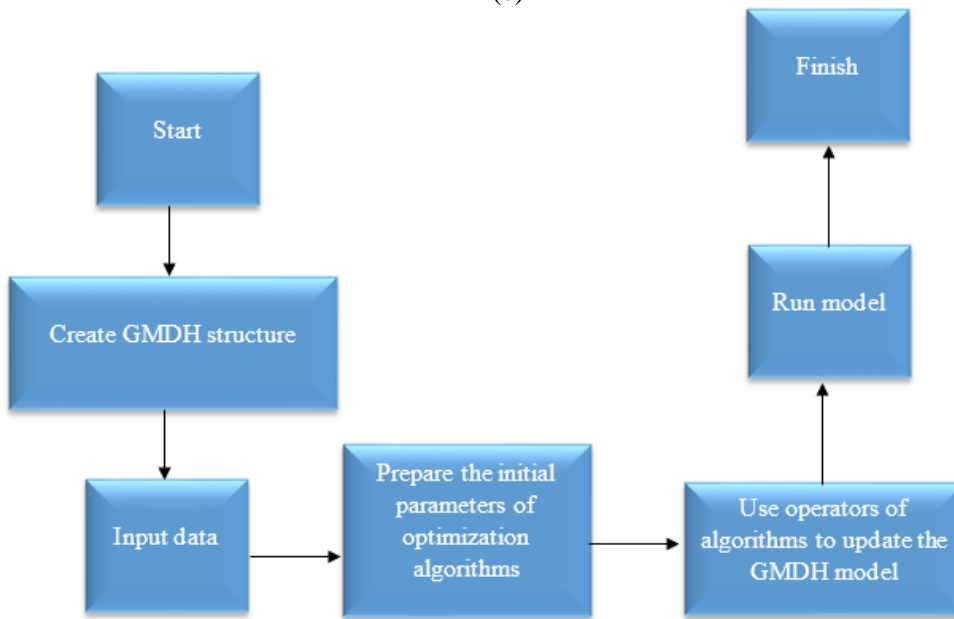 Start
Create GMDH structure
Input data
Prepare the initial
parameters of
optimization
algorithms
Use operators of
algorithms to update the
GMDH model
Run model
Finish